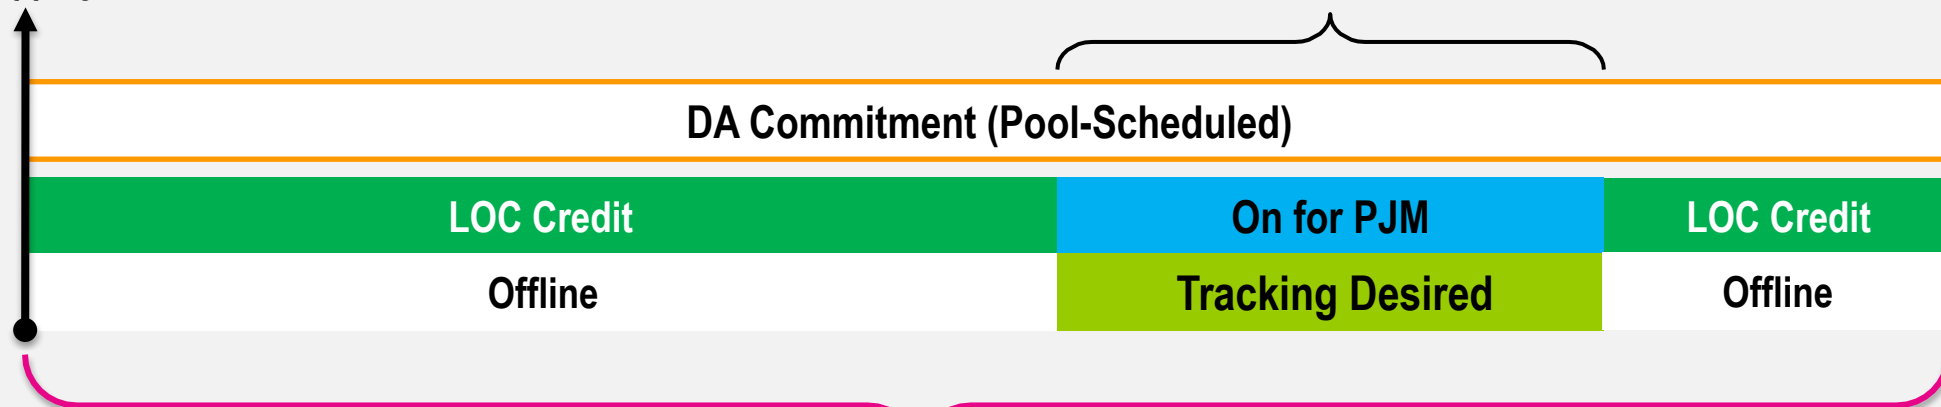 DA Commitment (Pool-Scheduled)
LOC Credit On for PJM LOC Credit
Offline Tracking Desired Offline